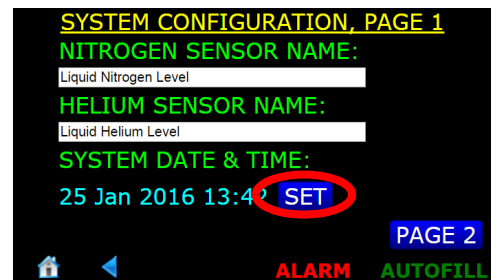 SYSTEM CONFIGURATION, PAGE 1
NITROGEN SENSOR NAME:
Liquid Nitrogen Level
HELIUM SENSOR NAME:
Liquid Helium Level
SYSTEM DATE & TIME:
25 Jan 2016 13:42 SET
PAGE 2
ALARM AUTOFILL